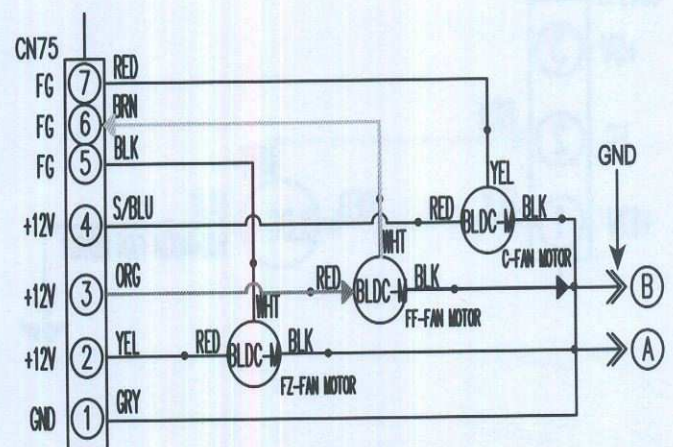 CN75
FG 7 RED
FG 6 BRN
FG 5 BLK
+12V 4 S/BLU
+12V 3 ORG
+12V 2 YEL
GND 1 GRY
YEL
RED BLDC-M BLK
C-FAN MOTOR
WHT
RED BLDC-M BLK
FF-FAN MOTOR
WHT
RED BLDC-M BLK
FZ-FAN MOTOR
GND
B
A